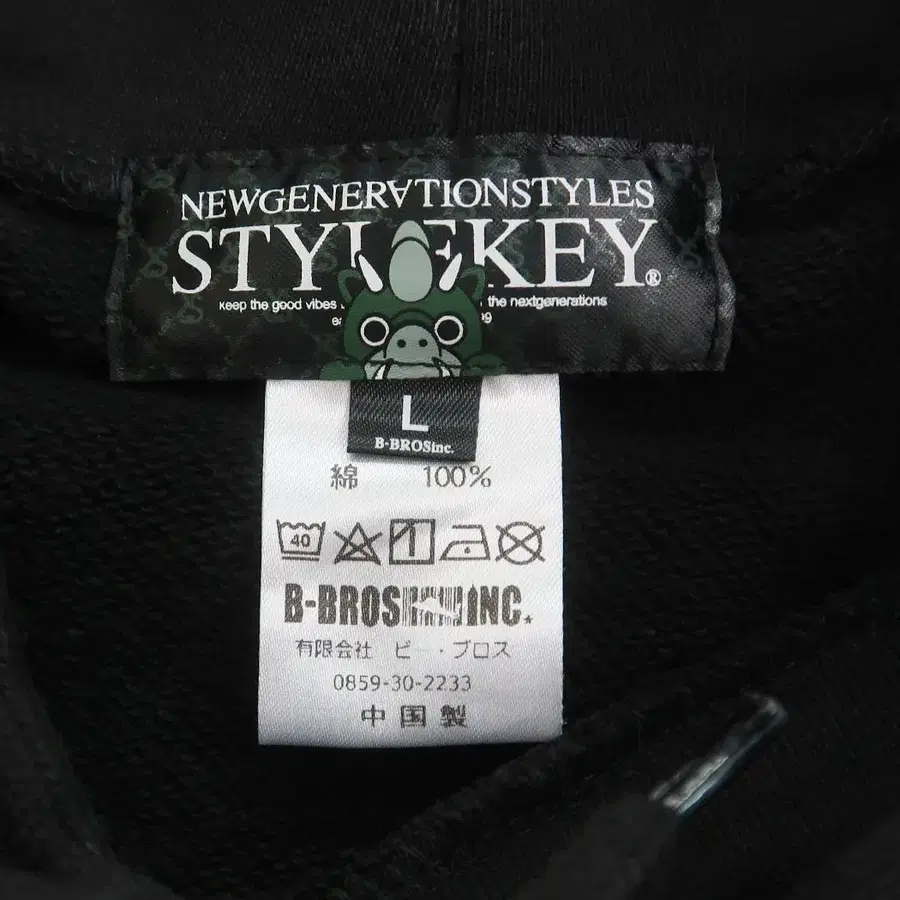 NEWGENERⱯTIONSTYLES
STYLEKEY®
Keep the good vibes the nextgenerations
L
B-BROSinc.
綿 100%
40
B-BROS INC.
有限会社 ビー・ブロス
0859-30-2233
中国製